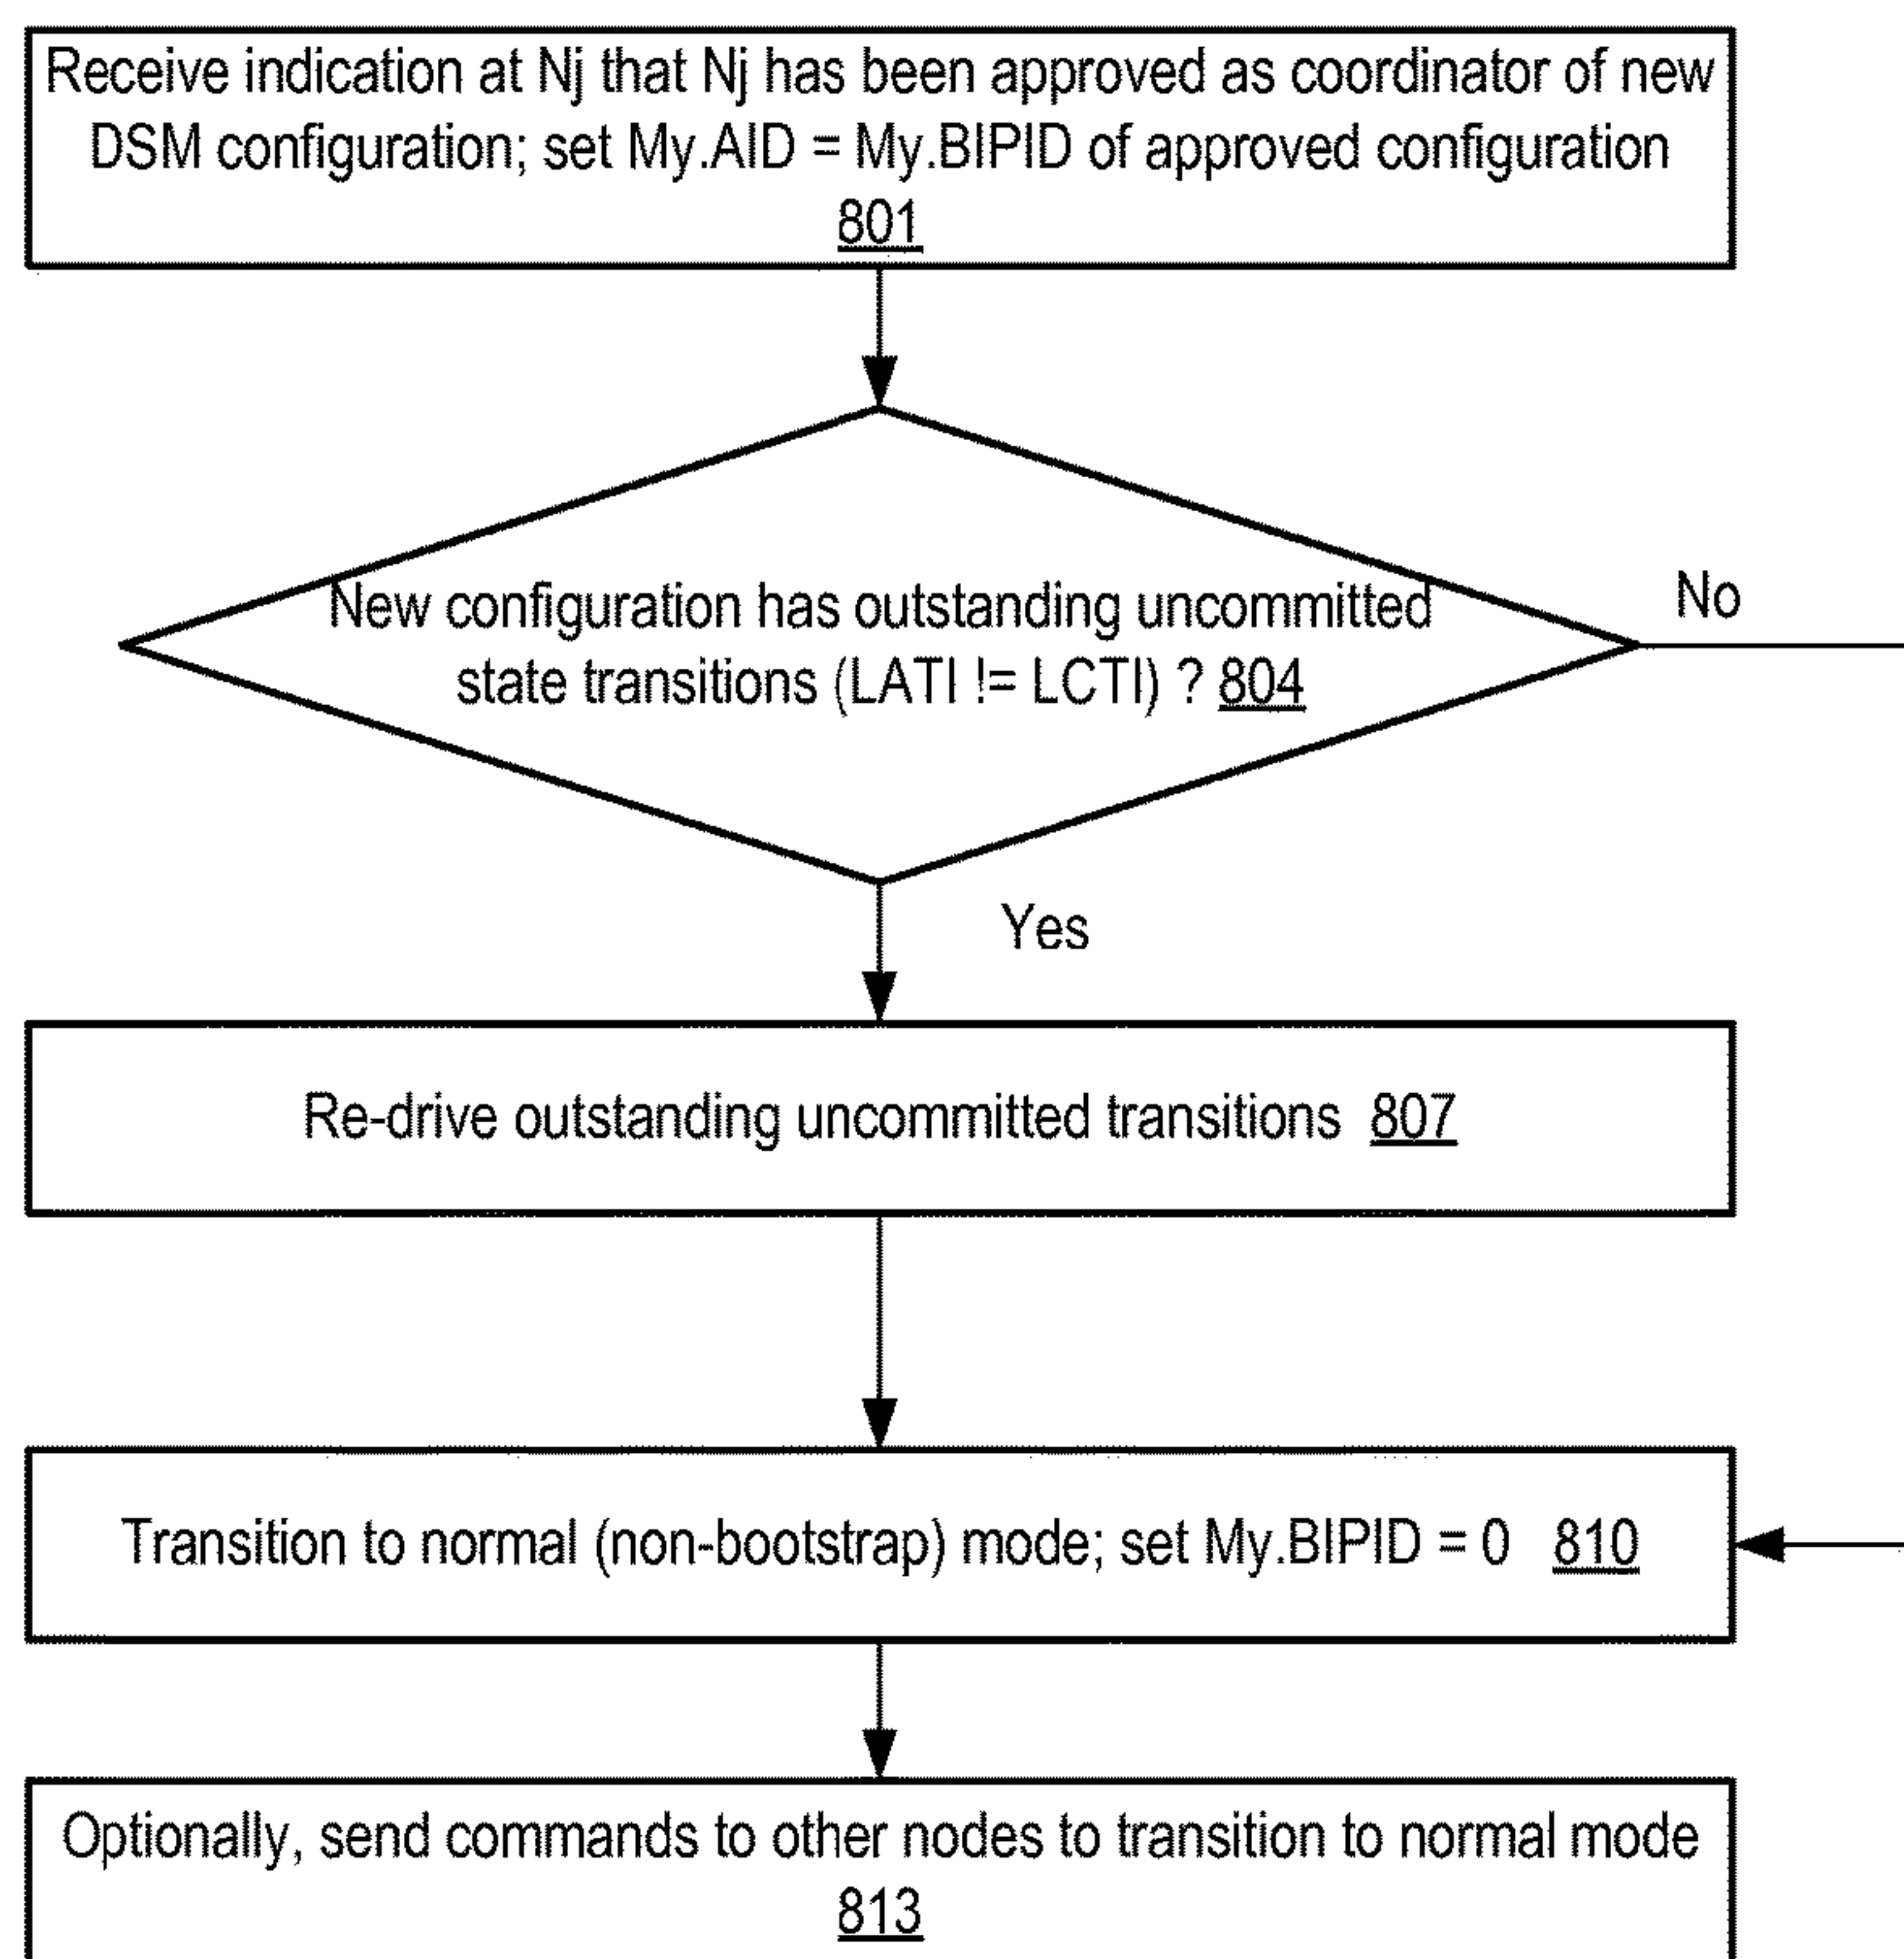 Receive indication at Nj that Nj has been approved as coordinator of new
DSM configuration; set My.AID = My.BIPID of approved configuration
801
New configuration has outstanding uncommitted
state transitions (LATI != LCTI) ? 804
No
Yes
Re-drive outstanding uncommitted transitions 807
Transition to normal (non-bootstrap) mode; set My.BIPID = 0 810
Optionally, send commands to other nodes to transition to normal mode
813